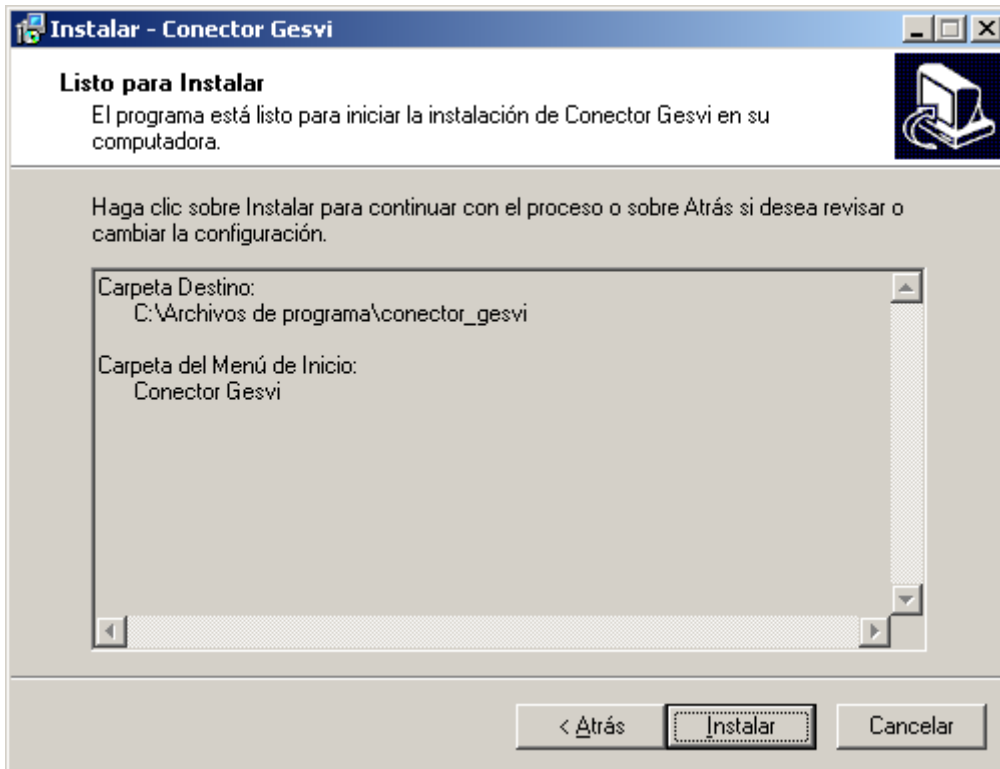 Instalar - Conector Gesvi
Listo para Instalar
El programa está listo para iniciar la instalación de Conector Gesvi en su
computadora.
Haga clic sobre Instalar para continuar con el proceso o sobre Atrás si desea revisar o
cambiar la configuración.
Carpeta Destino:
C:\Archivos de programa\conector_gesvi
Carpeta del Menú de Inicio:
Conector Gesvi
< Atrás
Instalar
Cancelar